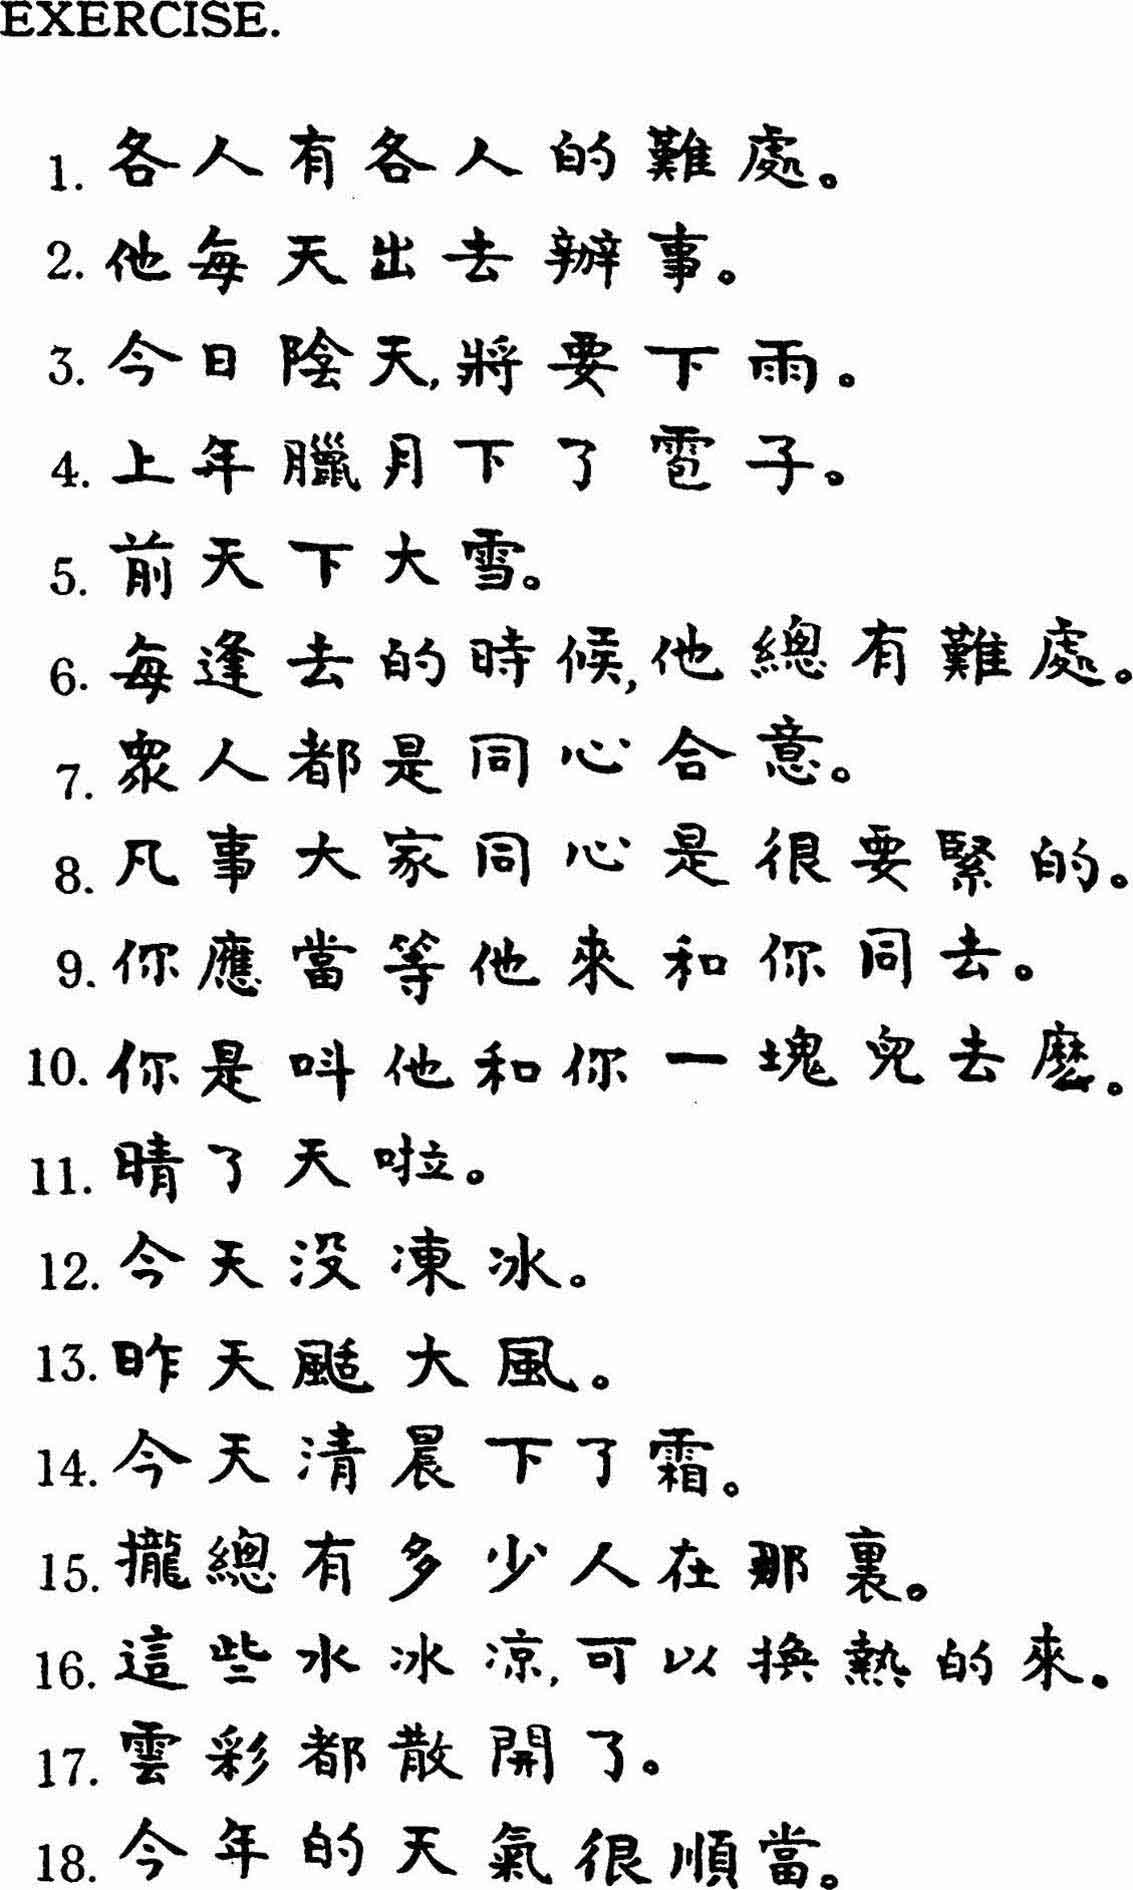 EXERCISE.
1. 各人有各人的難處。
2. 他每天出去辦事。
3. 今日陰天,將要下雨。
4. 上年臘月下了雹子。
5. 前天下大雪。
6. 每逢去的時候,他總有難處。
7. 衆人都是同心合意。
8. 凡事大家同心是很要緊的。
9. 你應當等他來和你同去。
10. 你是呌他和你一塊兒去麽。
11. 晴了天啦。
12. 今天没凍冰。
13. 昨天颳大風。
14. 今天清晨下了霜。
15. 攏總有多少人在那裏。
16. 這些水冰涼,可以換熱的來。
17. 雲彩都散開了。
18. 今年的天氣很順當。